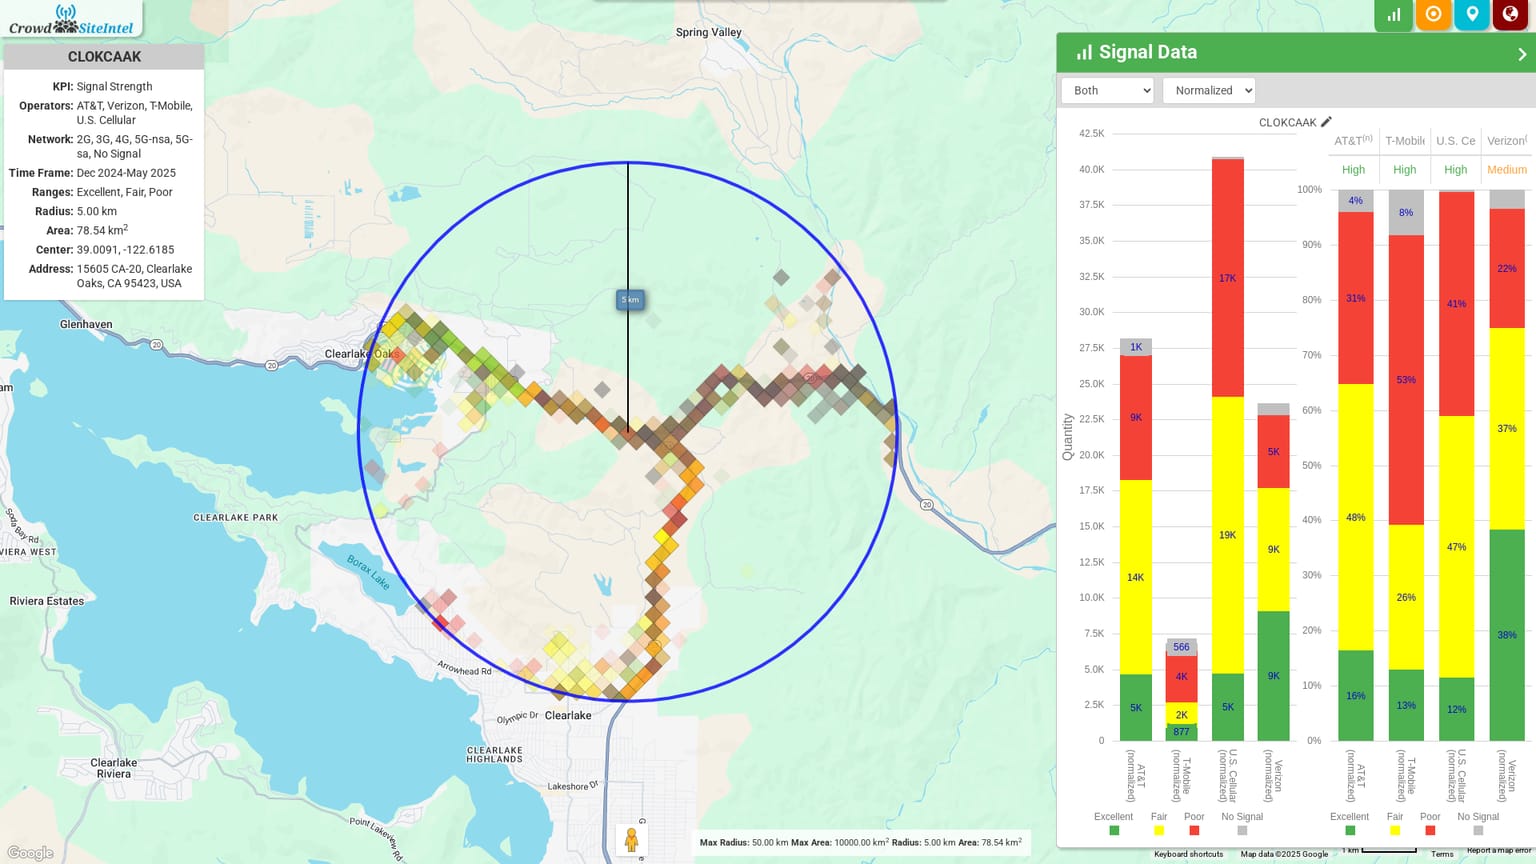 Crowd SiteIntel
CLOKCAAK
KPI: Signal Strength
Operators: AT&T, Verizon, T-Mobile,
U.S. Cellular
Network: 2G, 3G, 4G, 5G-nsa, 5G-
sa, No Signal
Time Frame: Dec 2024-May 2025
Ranges: Excellent, Fair, Poor
Radius: 5.00 km
Area: 78.54 km²
Center: 39.0091, -122.6185
Address: 15605 CA-20, Clearlake
Oaks, CA 95423, USA
Spring Valley
Glenhaven
20
20
Clearlake Oaks
5 km
20
CLEARLAKE PARK
Soda Bay Rd
VIERA WEST
Riviera Estates
Borax Lake
Arrowhead Rd
Olympic Dr
Clearlake
CLEARLAKE
HIGHLANDS
Clearlake
Riviera
Lakeshore Dr
Point Lakeview Rd
Google
Max Radius: 50.00 km Max Area: 10000.00 km² Radius: 5.00 km Area: 78.54 km²
Signal Data
Both
Normalized
CLOKCAAK
42.5K
40.0K
37.5K
35.0K
32.5K
30.0K
27.5K
25.0K
22.5K
20.0K
17.5K
15.0K
12.5K
10.0K
7.5K
5.0K
2.5K
0
Quantity
1K
9K
14K
5K
566
4K
2K
877
17K
19K
5K
5K
9K
9K
AT&T
(normalized)
T-Mobile
(normalized)
U.S. Cellular
(normalized)
Verizon
(normalized)
Excellent Fair Poor No Signal
AT&T(n) T-Mobile U.S. Ce Verizon(
High High High Medium
100%
90%
80%
70%
60%
50%
40%
30%
20%
10%
0%
4%
31%
48%
16%
8%
53%
26%
13%
41%
47%
12%
22%
37%
38%
AT&T
(normalized)
T-Mobile
(normalized)
U.S. Cellular
(normalized)
Verizon
(normalized)
Excellent Fair Poor No Signal
Keyboard shortcuts Map data ©2025 Google 1 km Terms Report a map error